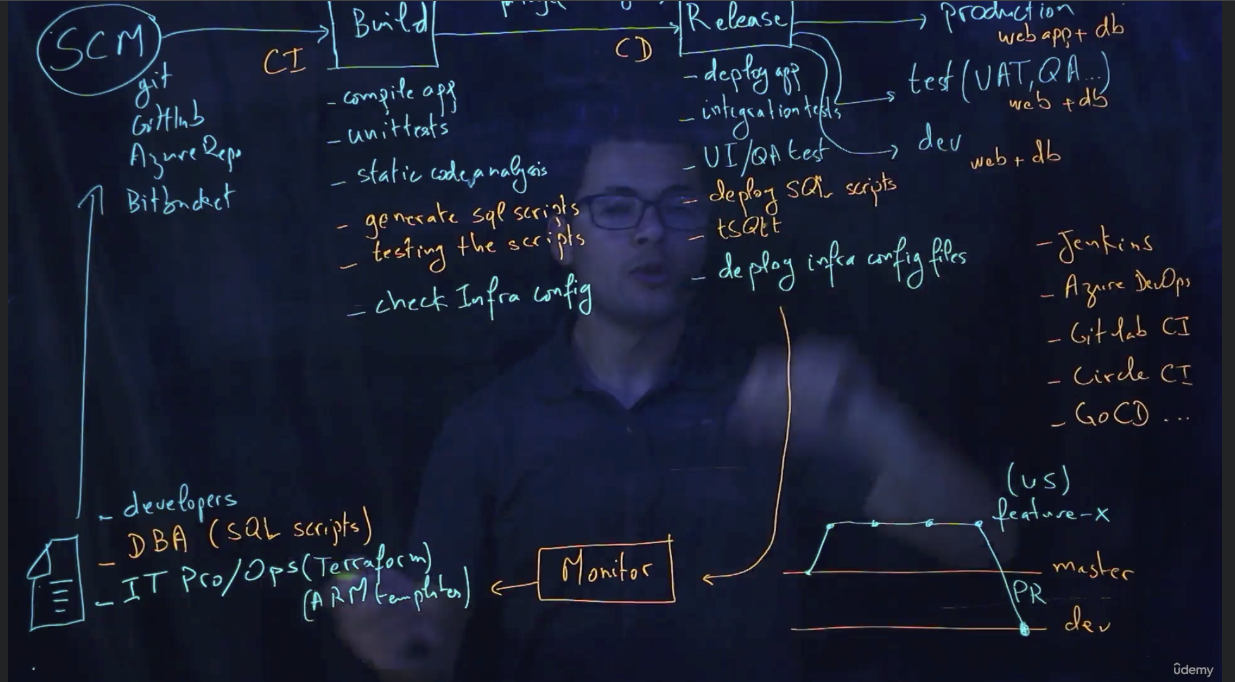 SCM
CI
Build
CD
Release
production
web app + db
git
GitHub
Azure Repo
Bitbucket
- compile app
- unit tests
- static code analysis
- generate sql scripts
- testing the scripts
- check Infra config
- deploy app
- integration tests
- UI/QA test
- deploy SQL scripts
- tSQLt
- deploy infra config files
test (UAT, QA...)
web + db
dev
web + db
- Jenkins
- Azure DevOps
- Gitlab CI
- Circle CI
- GoCD ...
- developers
- DBA (SQL scripts)
- IT Pro/Ops (Terraform)
(ARM templates)
Monitor
(US)
feature-x
master
PR
dev
ûdemy